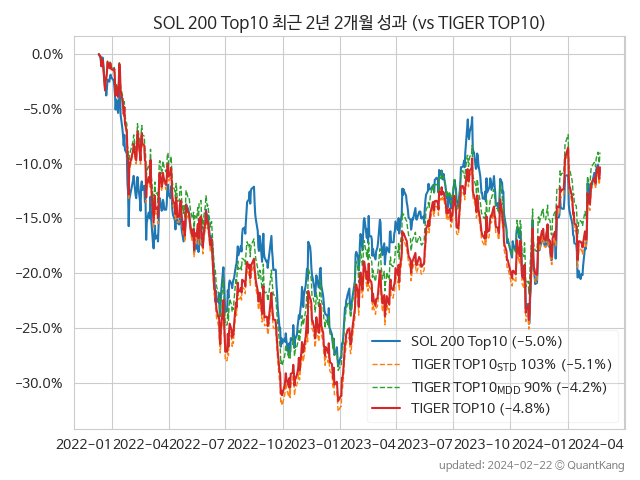 SOL 200 Top10 최근 2년 2개월 성과 (vs TIGER TOP10)
0.0%
−5.0%
−10.0%
−15.0%
−20.0%
−25.0%
−30.0%
SOL 200 Top10 (−5.0%)
TIGER TOP10STD 103% (−5.1%)
TIGER TOP10MDD 90% (−4.2%)
TIGER TOP10 (−4.8%)
2022-01 2022-04 2022-07 2022-10 2023-01 2023-04 2023-07 2023-10 2024-01 2024-04
updated: 2024-02-22 © QuantKang